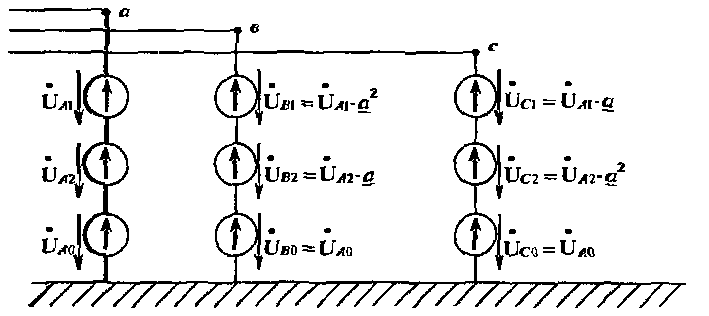 a
в
c
U̇A1 U̇B1 = U̇A1·a² U̇C1 = U̇A1·a
U̇A2 U̇B2 = U̇A2·a U̇C2 = U̇A2·a²
U̇A0 U̇B0 = U̇A0 U̇C0 = U̇A0